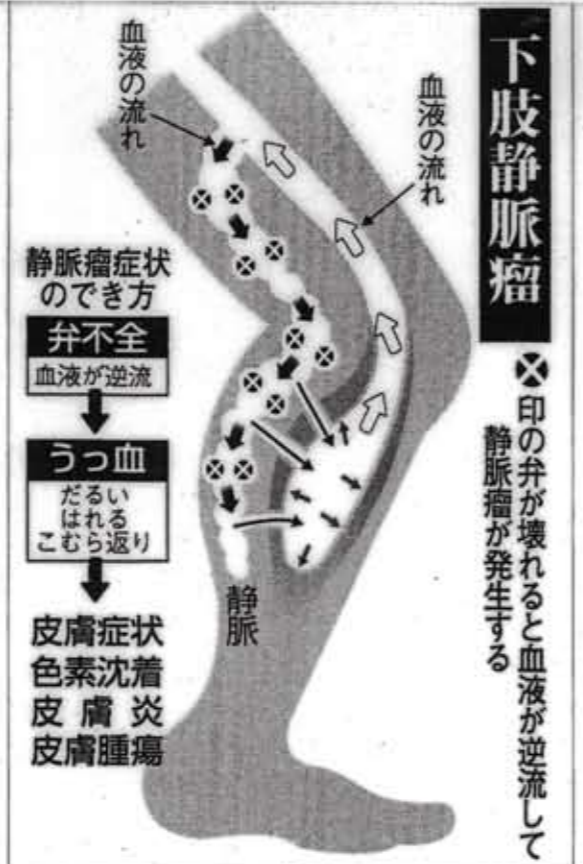 下肢静脈瘤
⊗印の弁が壊れると血液が逆流して
静脈瘤が発生する
血液の流れ
血液の流れ
静脈瘤症状
のでき方
弁不全
血液が逆流
うっ血
だるい
はれる
こむら返り
皮膚症状
色素沈着
皮膚炎
皮膚腫瘍
静脈